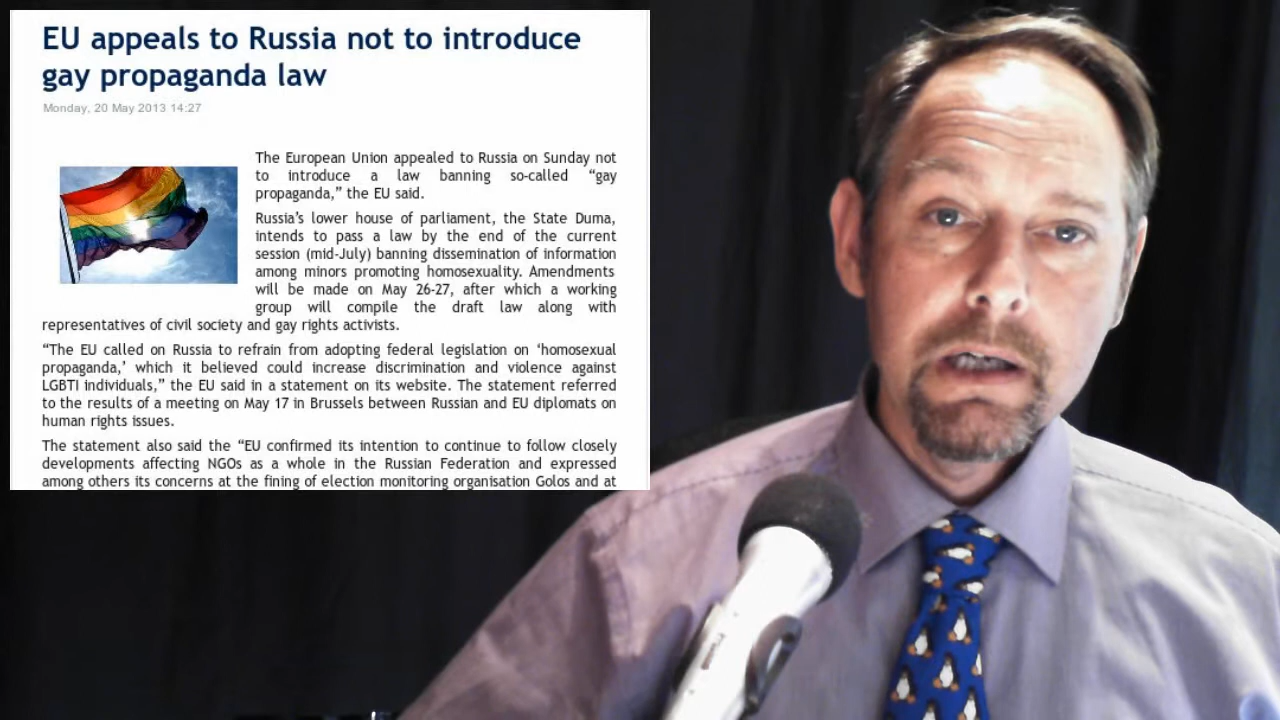 EU appeals to Russia not to introduce
gay propaganda law
Monday, 20 May 2013 14:27
The European Union appealed to Russia on Sunday not
to introduce a law banning so-called “gay
propaganda,” the EU said.
Russia’s lower house of parliament, the State Duma,
intends to pass a law by the end of the current
session (mid-July) banning dissemination of information
among minors promoting homosexuality. Amendments
will be made on May 26-27, after which a working
group will compile the draft law along with
representatives of civil society and gay rights activists.
“The EU called on Russia to refrain from adopting federal legislation on ‘homosexual
propaganda,’ which it believed could increase discrimination and violence against
LGBTI individuals,” the EU said in a statement on its website. The statement referred
to the results of a meeting on May 17 in Brussels between Russian and EU diplomats on
human rights issues.
The statement also said the “EU confirmed its intention to continue to follow closely
developments affecting NGOs as a whole in the Russian Federation and expressed
among others its concerns at the fining of election monitoring organisation Golos and at